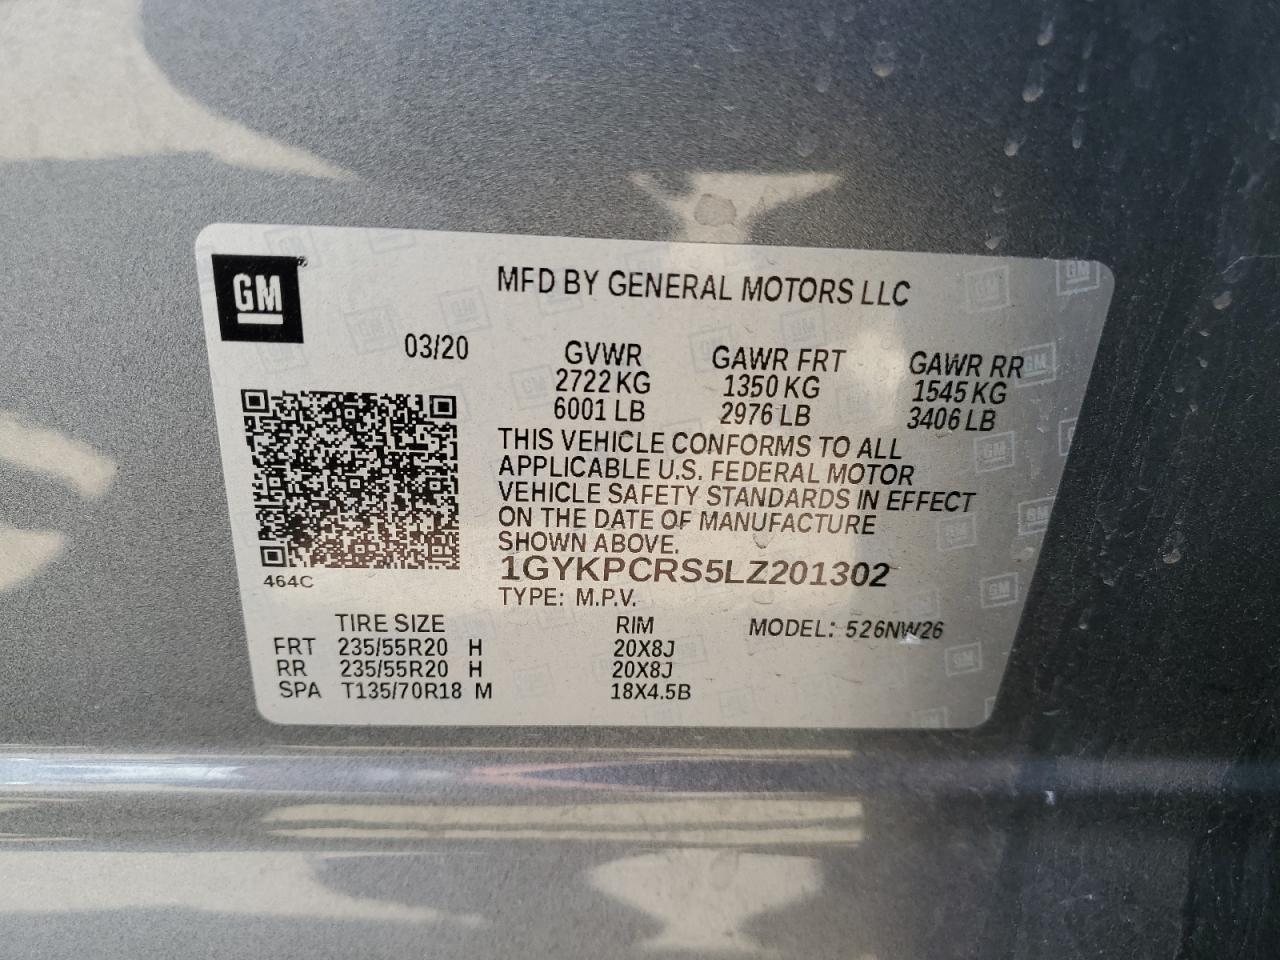 GM
MFD BY GENERAL MOTORS LLC
03/20
GVWR GAWR FRT GAWR RR
2722 KG 1350 KG 1545 KG
6001 LB 2976 LB 3406 LB
THIS VEHICLE CONFORMS TO ALL
APPLICABLE U.S. FEDERAL MOTOR
VEHICLE SAFETY STANDARDS IN EFFECT
ON THE DATE OF MANUFACTURE
SHOWN ABOVE.
464C
1GYKPCRS5LZ201302
TYPE: M.P.V.
TIRE SIZE RIM MODEL: 526NW26
FRT 235/55R20 H 20X8J
RR 235/55R20 H 20X8J
SPA T135/70R18 M 18X4.5B